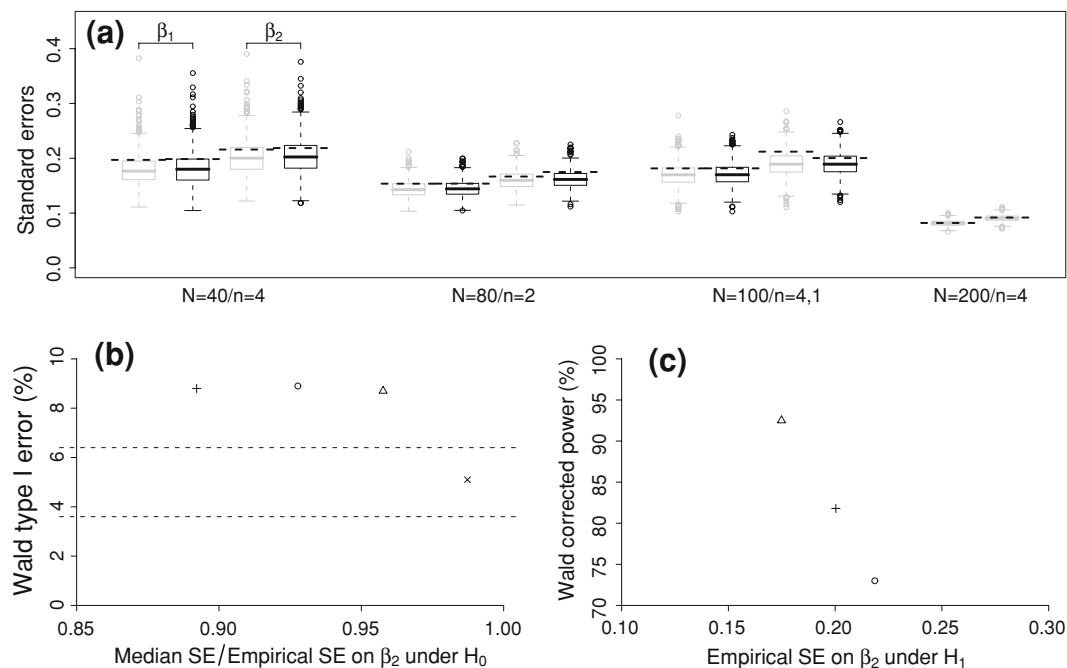 (a)
β1
β2
Standard errors
0.4
0.3
0.2
0.1
0.0
N=40/n=4
N=80/n=2
N=100/n=4,1
N=200/n=4
(b)
Wald type I error (%)
10
8
6
4
2
0
0.85
0.90
0.95
1.00
Median SE/Empirical SE on β2 under H0
(c)
Wald corrected power (%)
100
95
90
85
80
75
70
0.10
0.15
0.20
0.25
0.30
Empirical SE on β2 under H1